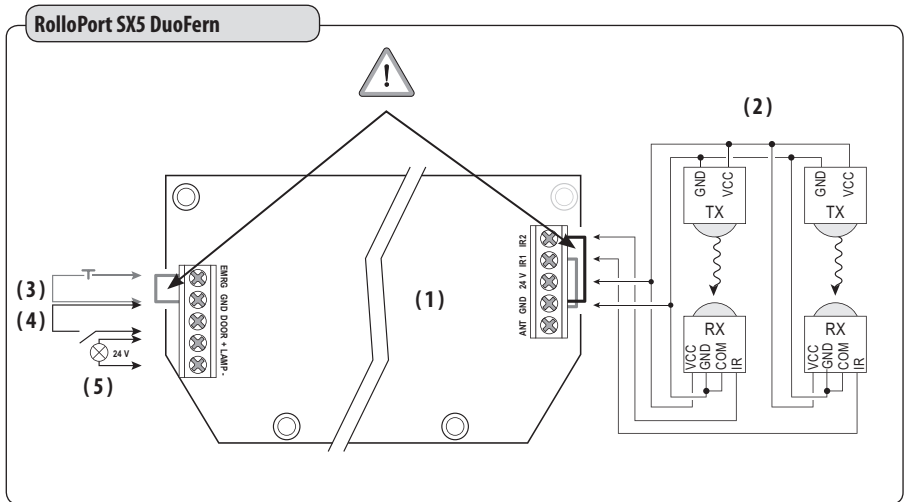 RolloPort SX5 DuoFern
!
(2)
GND VCC
TX
GND VCC
TX
EMRG GND DOOR + LAMP -
ANT GND 24 V IR1 IR2
(1)
(3)
(4)
24 V
(5)
RX
VCC GND COM IR
RX
VCC GND COM IR